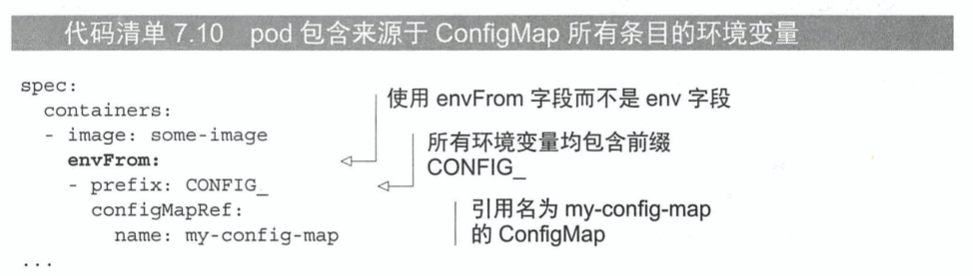 代码清单 7.10 pod 包含来源于 ConfigMap 所有条目的环境变量
spec:
  containers:
  - image: some-image
    envFrom:
    - prefix: CONFIG_
      configMapRef:
        name: my-config-map
...
使用 envFrom 字段而不是 env 字段
所有环境变量均包含前缀
CONFIG_
引用名为 my-config-map
的 ConfigMap